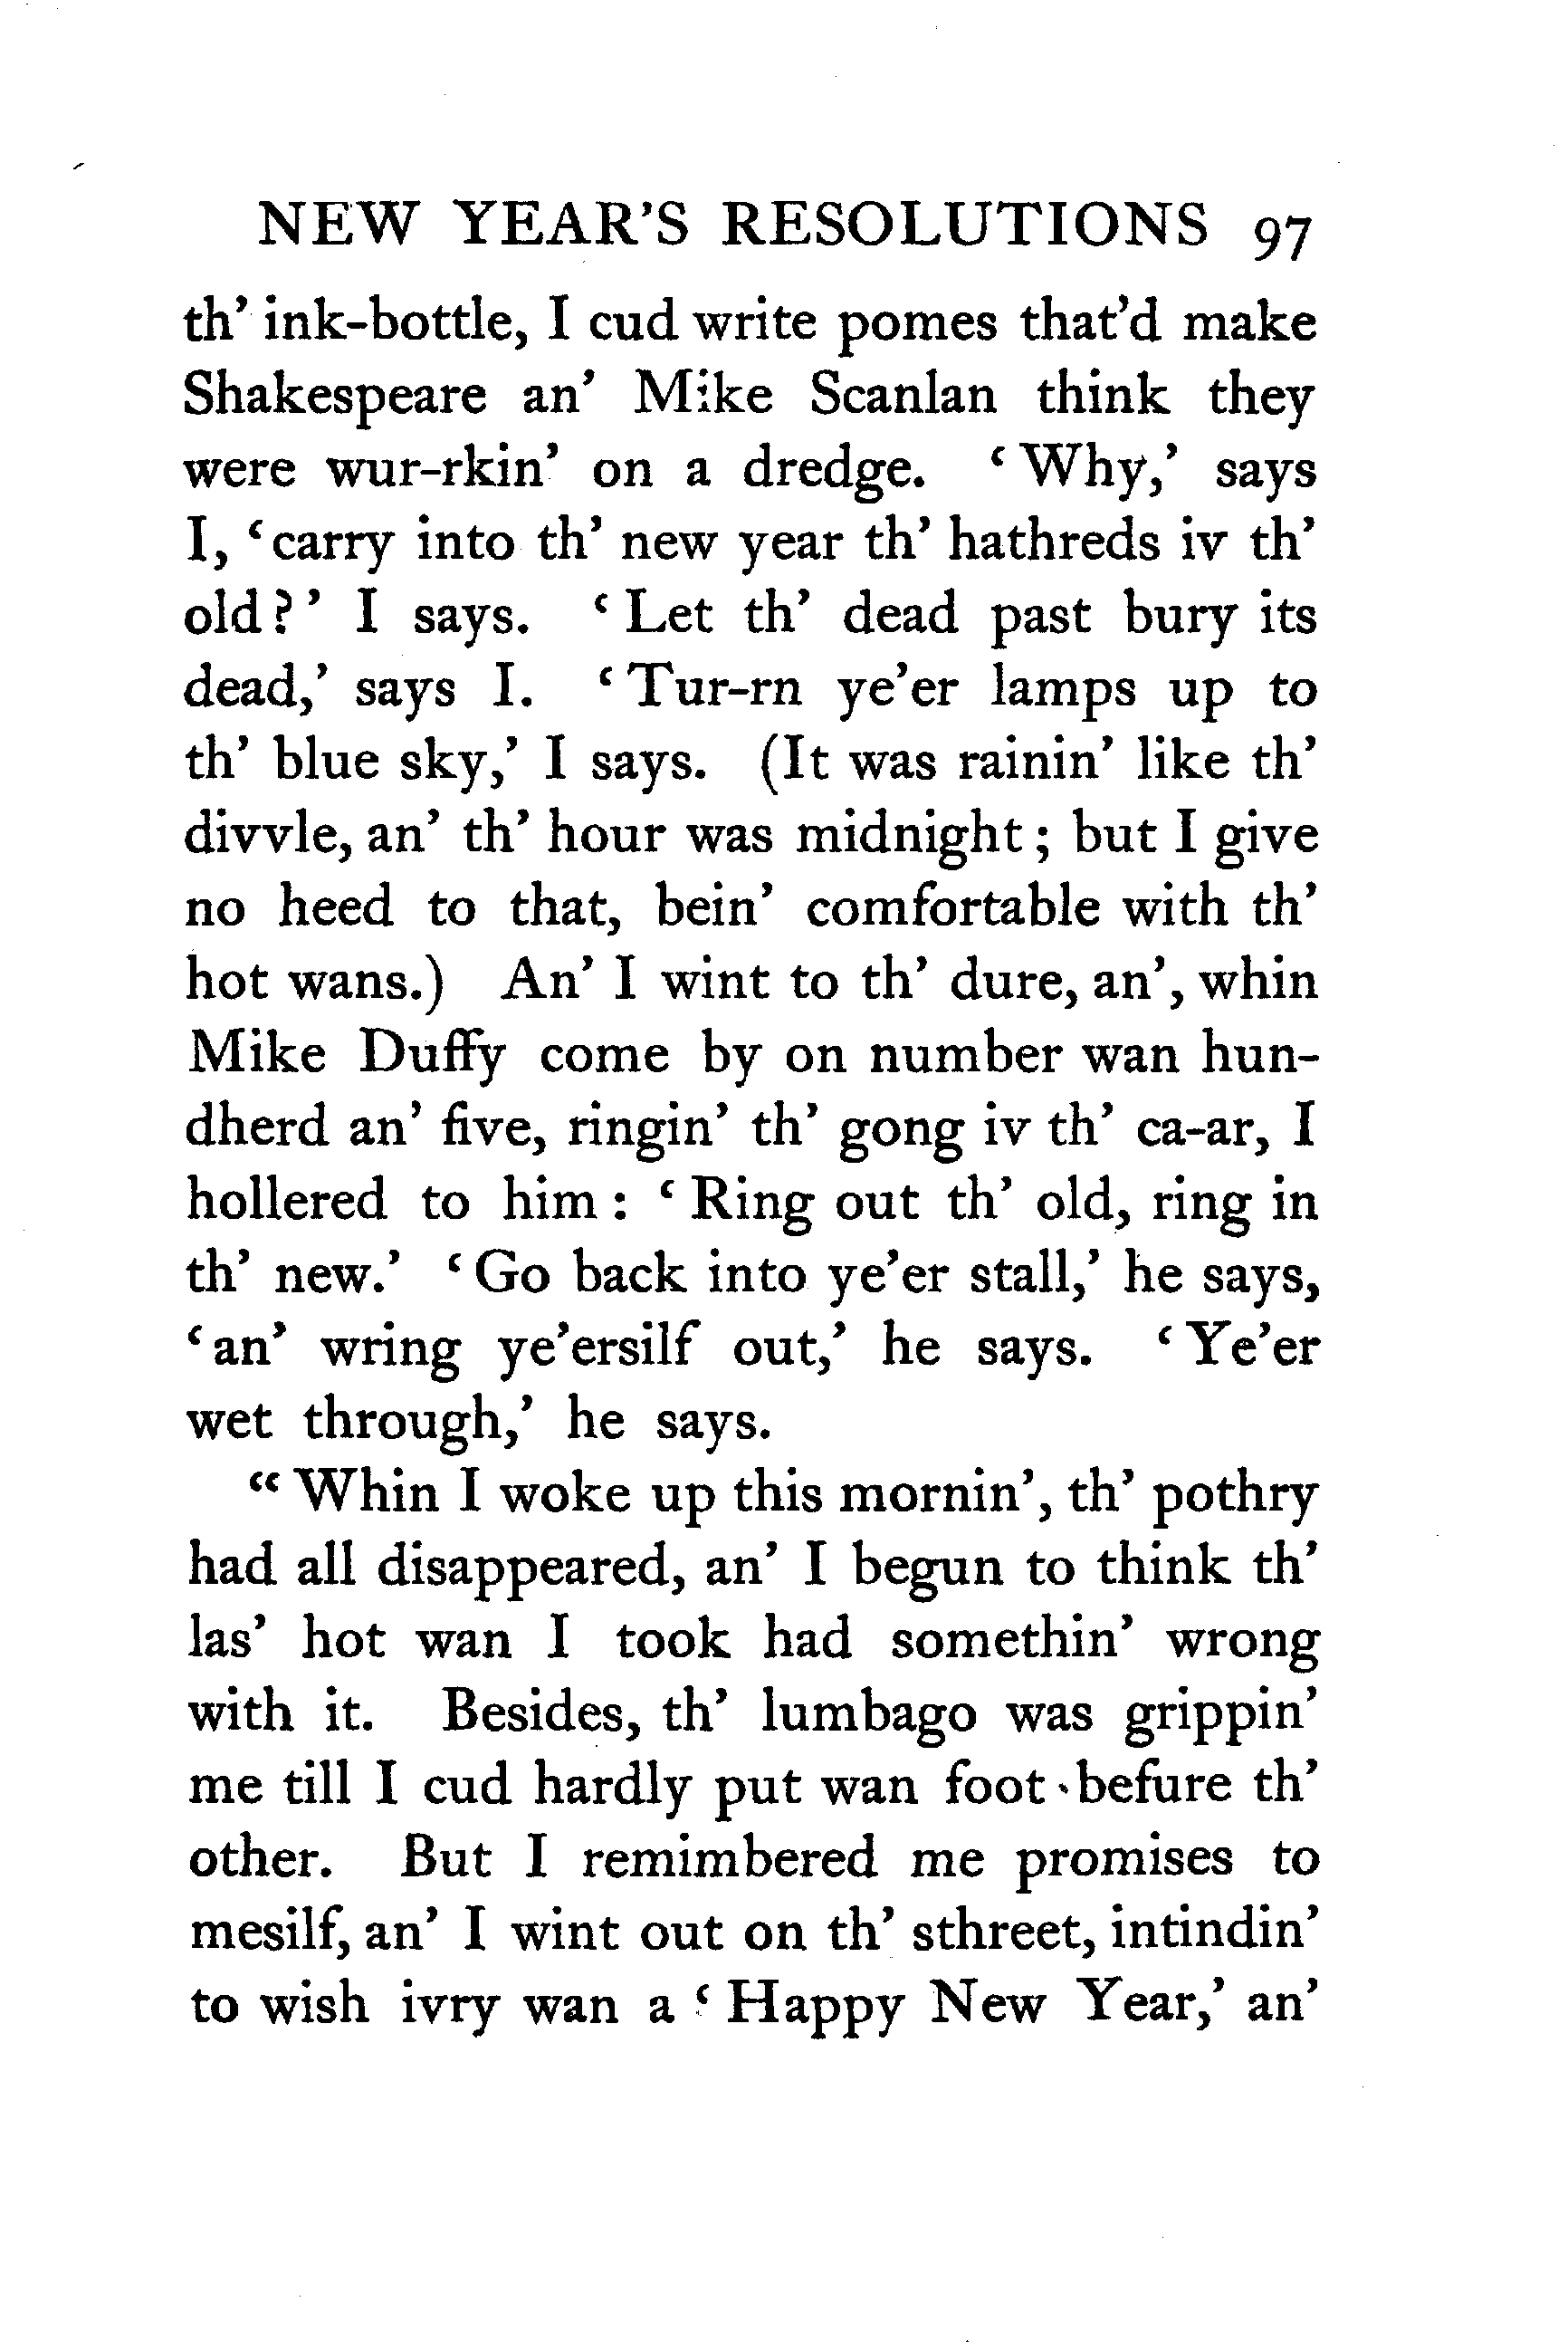 NEW YEAR'S RESOLUTIONS 97
th' ink-bottle, I cud write pomes that'd make
Shakespeare an' Mike Scanlan think they
were wur-rkin' on a dredge. ‘Why,’ says
I, ‘carry into th' new year th' hathreds iv th'
old?’ I says. ‘Let th' dead past bury its
dead,’ says I. ‘Tur-rn ye'er lamps up to
th' blue sky,’ I says. (It was rainin' like th'
divvle, an' th' hour was midnight; but I give
no heed to that, bein' comfortable with th'
hot wans.) An' I wint to th' dure, an', whin
Mike Duffy come by on number wan hun-
dherd an' five, ringin' th' gong iv th' ca-ar, I
hollered to him: ‘Ring out th' old, ring in
th' new.’ ‘Go back into ye'er stall,’ he says,
‘an' wring ye'ersilf out,’ he says. ‘Ye'er
wet through,’ he says.
“Whin I woke up this mornin', th' pothry
had all disappeared, an' I begun to think th'
las' hot wan I took had somethin' wrong
with it. Besides, th' lumbago was grippin'
me till I cud hardly put wan foot befure th'
other. But I remimbered me promises to
mesilf, an' I wint out on th' sthreet, intindin'
to wish ivry wan a ‘Happy New Year,’ an'